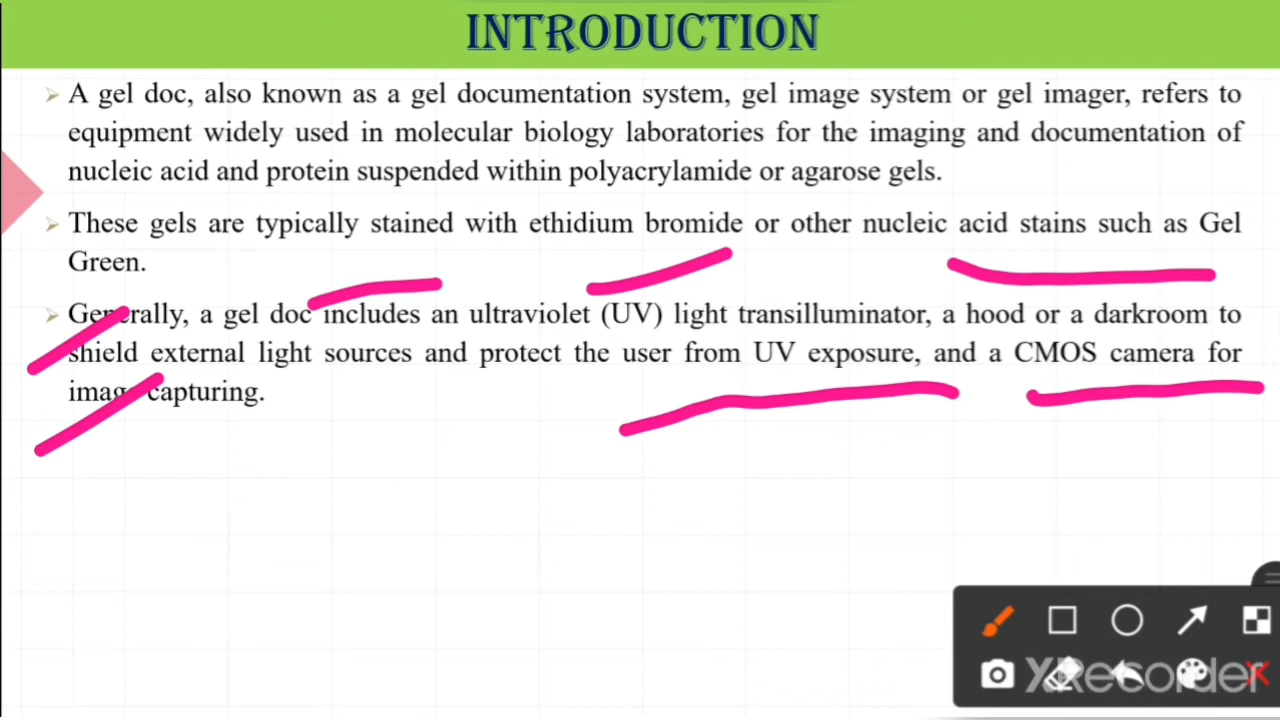 INTRODUCTION
A gel doc, also known as a gel documentation system, gel image system or gel imager, refers to
equipment widely used in molecular biology laboratories for the imaging and documentation of
nucleic acid and protein suspended within polyacrylamide or agarose gels.
These gels are typically stained with ethidium bromide or other nucleic acid stains such as Gel
Green.
Generally, a gel doc includes an ultraviolet (UV) light transilluminator, a hood or a darkroom to
shield external light sources and protect the user from UV exposure, and a CMOS camera for
image capturing.
XRecorder